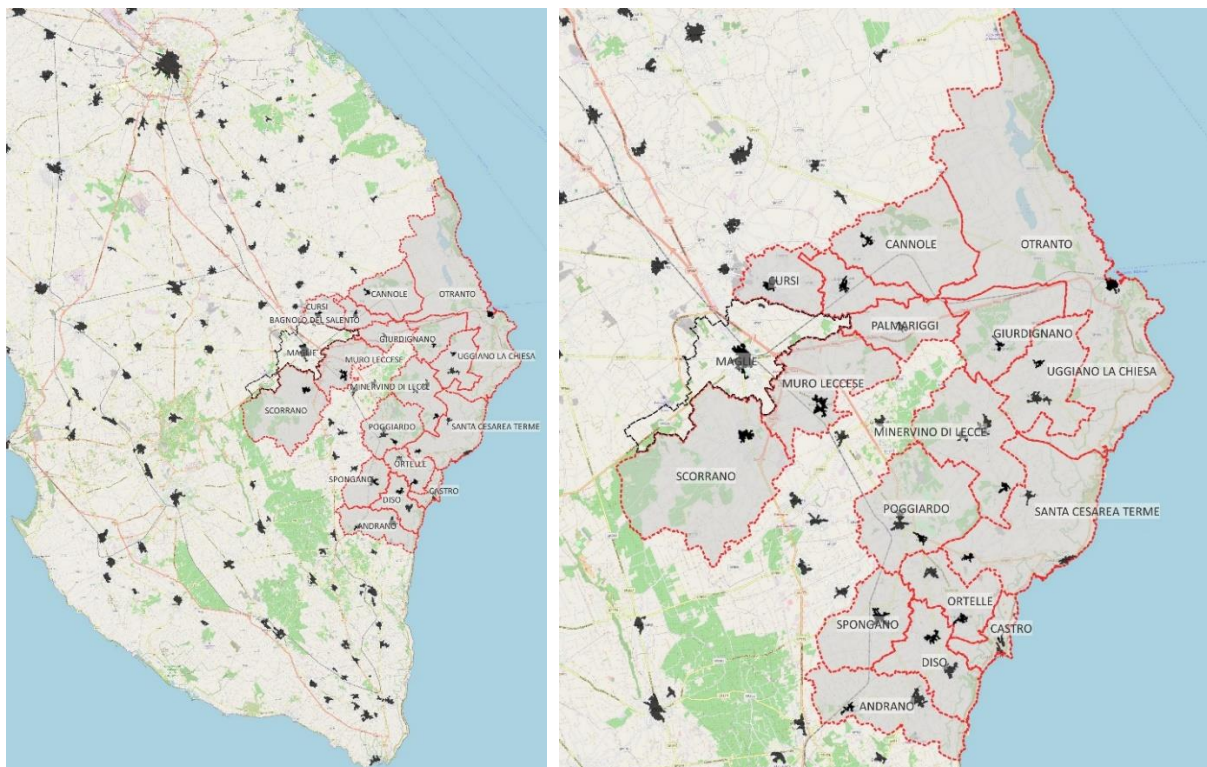 CANNOLE
OTRANTO
CURSI
BAGNOLO DEL SALENTO
GIURDIGNANO
MAGLIE
MURO LECCESE
UGGIANO LA CHIESA
MINERVINO DI LECCE
SCORRANO
POGGIARDO
SANTA CESAREA TERME
ORTELLE
SPONGANO
CASTRO
DISO
ANDRANO
CANNOLE
OTRANTO
CURSI
PALMARIGGI
GIURDIGNANO
MAGLIE
UGGIANO LA CHIESA
MURO LECCESE
MINERVINO DI LECCE
SCORRANO
POGGIARDO
SANTA CESAREA TERME
ORTELLE
SPONGANO
CASTRO
DISO
ANDRANO